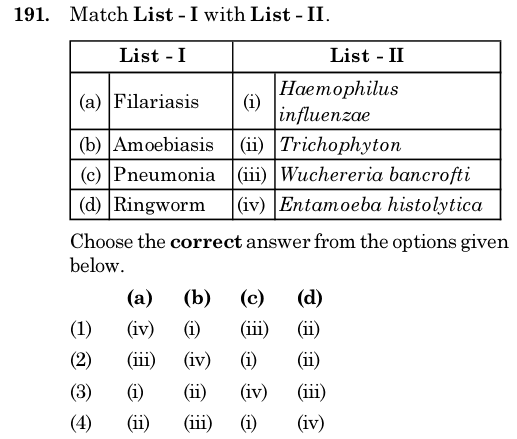 191. Match List - I with List - II.
List - I List - II
(a) Filariasis (i) Haemophilus
influenzae
(b) Amoebiasis (ii) Trichophyton
(c) Pneumonia (iii) Wuchereria bancrofti
(d) Ringworm (iv) Entamoeba histolytica
Choose the correct answer from the options given
below.
(a) (b) (c) (d)
(1) (iv) (i) (iii) (ii)
(2) (iii) (iv) (i) (ii)
(3) (i) (ii) (iv) (iii)
(4) (ii) (iii) (i) (iv)